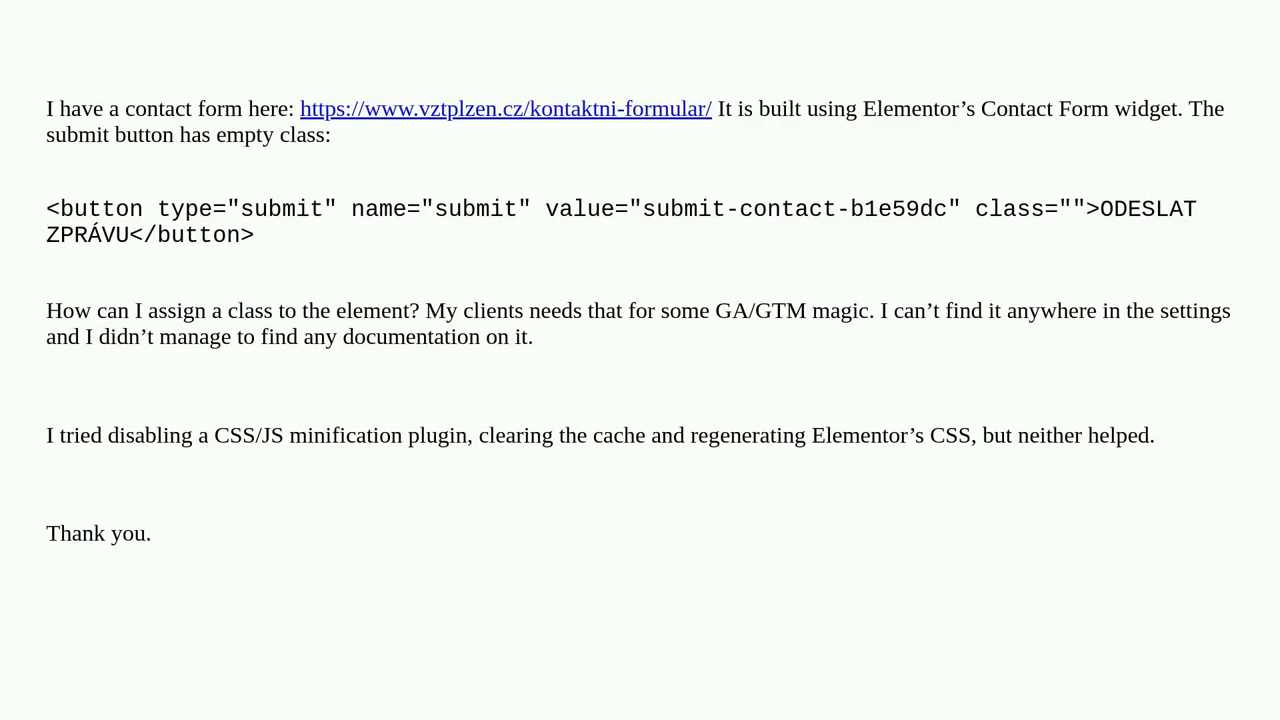 I have a contact form here: https://www.vztplzen.cz/kontaktni-formular/ It is built using Elementor’s Contact Form widget. The
submit button has empty class:
<button type="submit" name="submit" value="submit-contact-b1e59dc" class="">ODESLAT
ZPRÁVU</button>
How can I assign a class to the element? My clients needs that for some GA/GTM magic. I can’t find it anywhere in the settings
and I didn’t manage to find any documentation on it.
I tried disabling a CSS/JS minification plugin, clearing the cache and regenerating Elementor’s CSS, but neither helped.
Thank you.